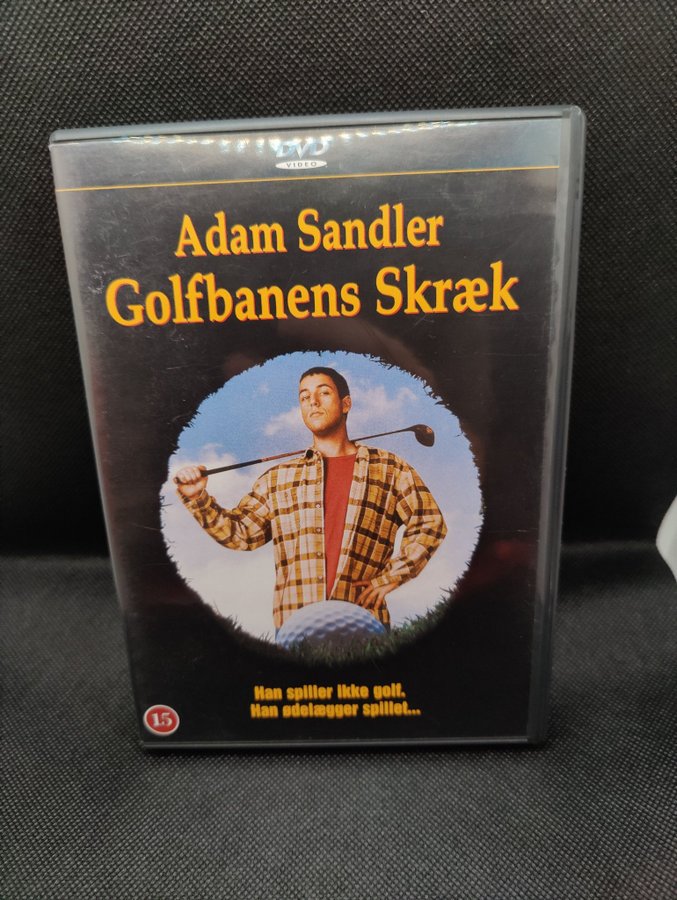 DVD
VIDEO
Adam Sandler
Golfbanens Skræk
Han spiller ikke golf.
Han ødelægger spillet...
15